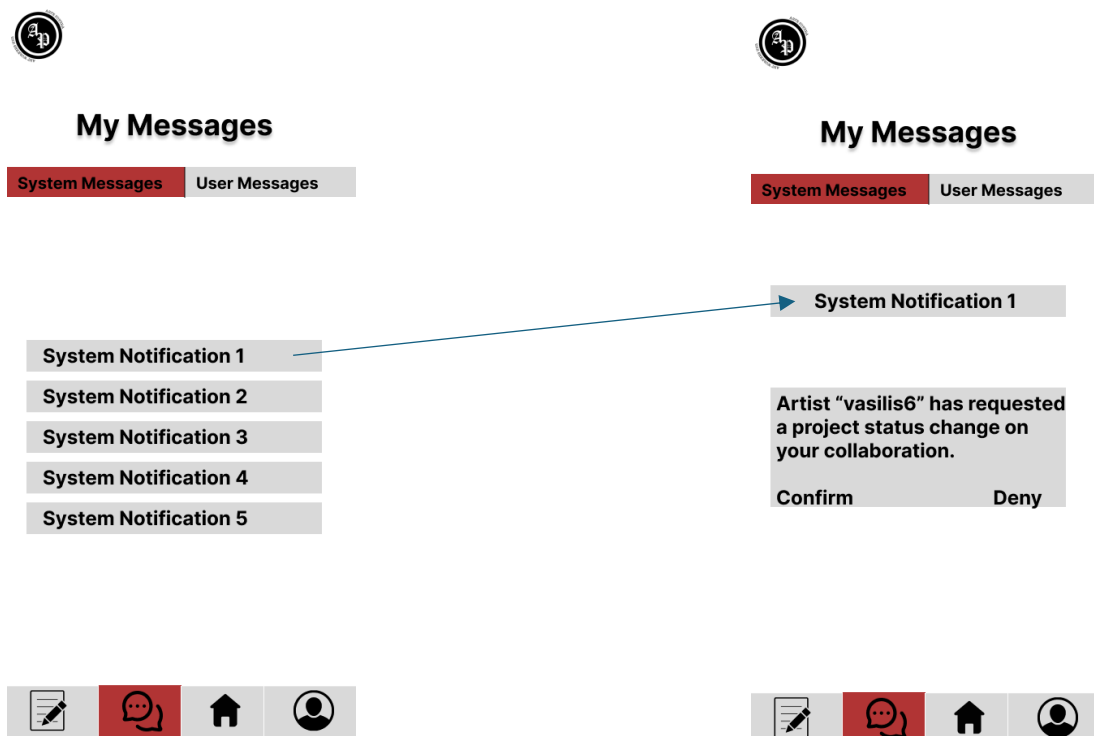 Ap
My Messages
System Messages User Messages
System Notification 1
System Notification 2
System Notification 3
System Notification 4
System Notification 5
Ap
My Messages
System Messages User Messages
System Notification 1
Artist “vasilis6” has requested
a project status change on
your collaboration.
Confirm Deny